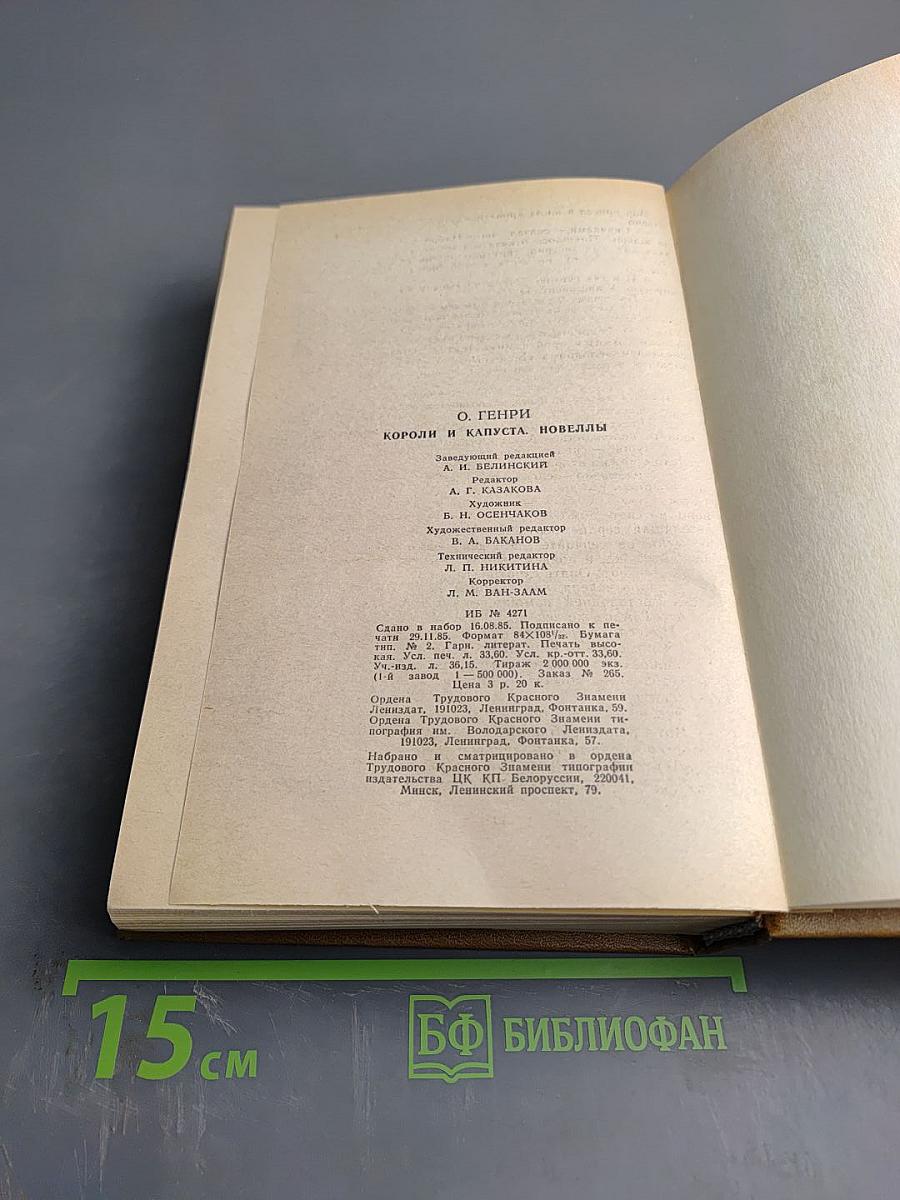 О. ГЕНРИ
КОРОЛИ И КАПУСТА. НОВЕЛЛЫ
Заведующий редакцией
А. И. БЕЛИНСКИЙ
Редактор
А. Г. КАЗАКОВА
Художник
Б. Н. ОСЕНЧАКОВ
Художественный редактор
В. А. БАКАНОВ
Технический редактор
Л. П. НИКИТИНА
Корректор
Л. М. ВАН-ЗААМ
ИБ № 4271
Сдано в набор 16.08.85. Подписано к пе-
чати 29.11.85. Формат 84×108¹/₃₂. Бумага
тип. № 2. Гарн. литерат. Печать высо-
кая. Усл. печ. л. 33,60. Усл. кр.-отт. 33,60.
Уч.-изд. л. 36,15. Тираж 2 000 000 экз.
(1-й завод 1 — 500 000). Заказ № 265.
Цена 3 р. 20 к.
Ордена Трудового Красного Знамени
Лениздат, 191023, Ленинград, Фонтанка, 59.
Ордена Трудового Красного Знамени ти-
пография им. Володарского Лениздата,
191023, Ленинград, Фонтанка, 57.
Набрано и сматрицировано в ордена
Трудового Красного Знамени типографии
издательства ЦК КП Белоруссии, 220041,
Минск, Ленинский проспект, 79.
15 см
БФ БИБЛИОФАН